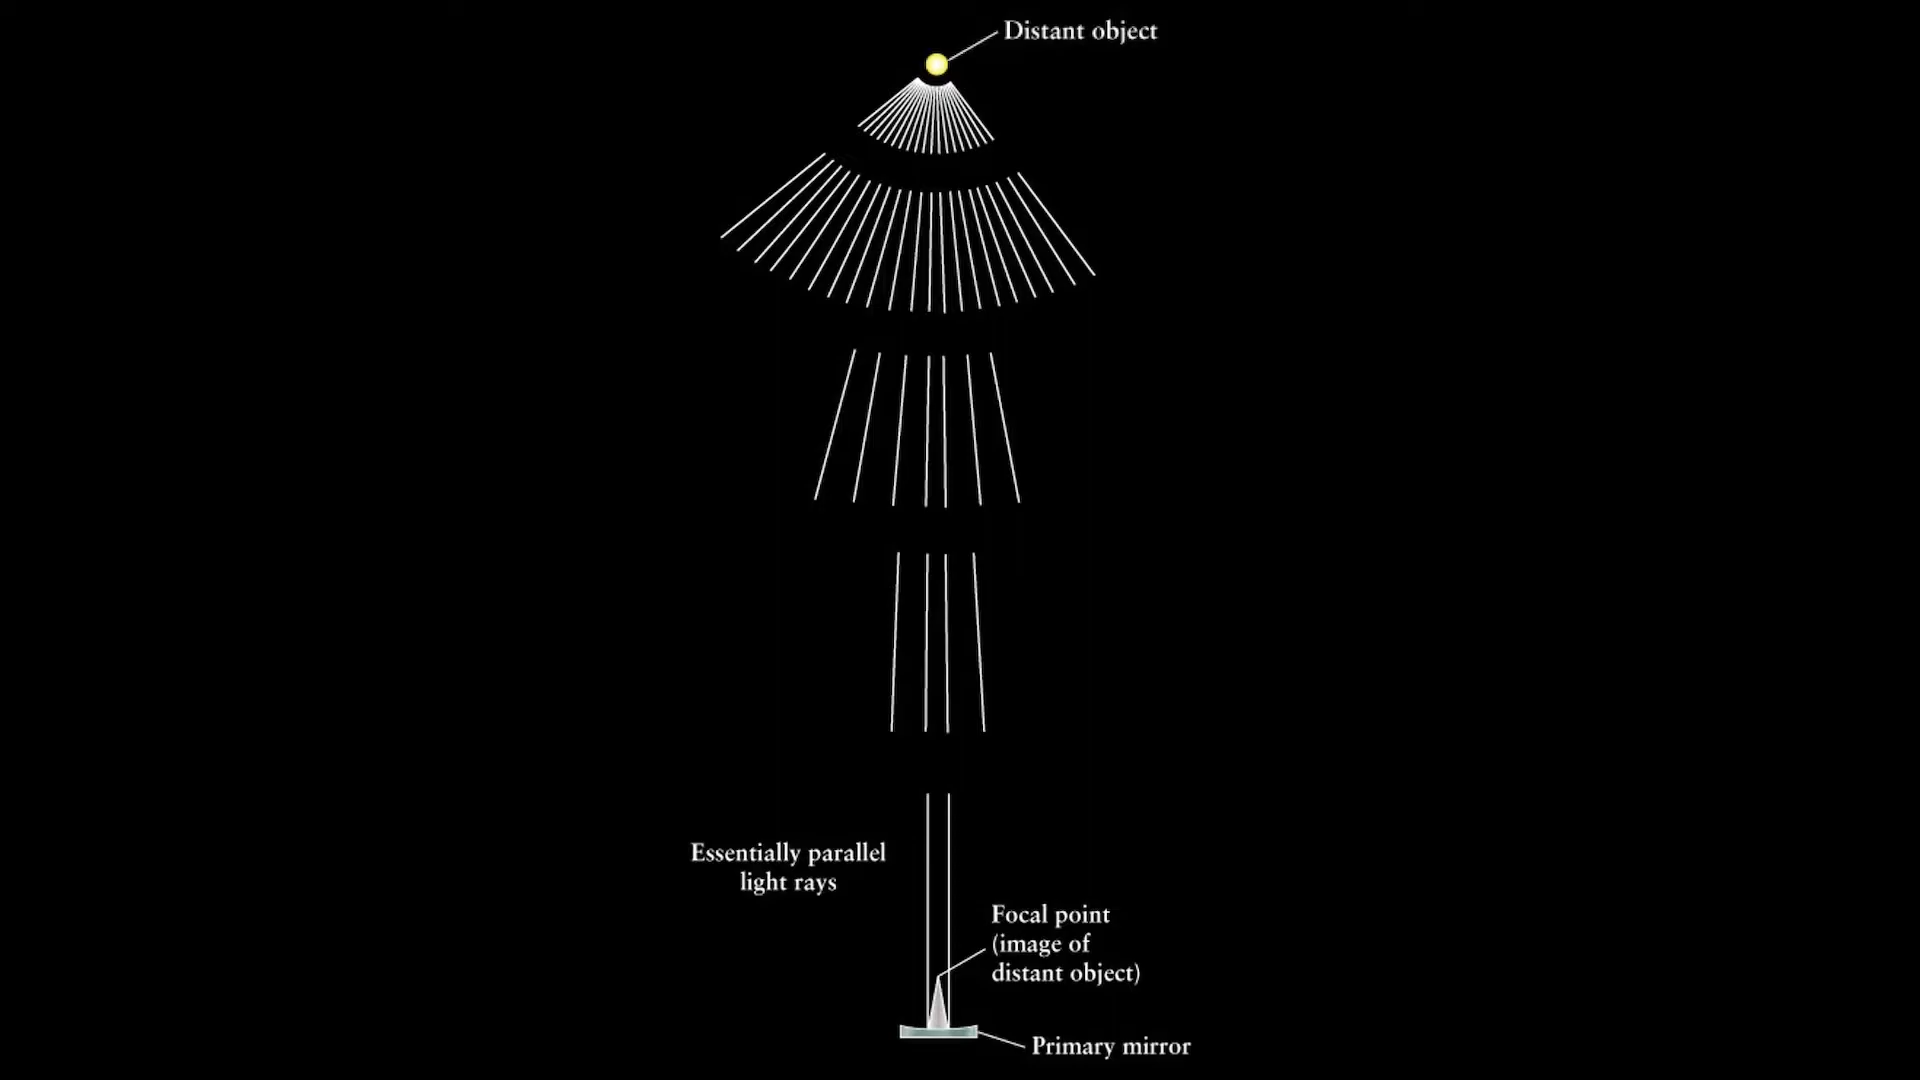 Distant object
Essentially parallel
light rays
Focal point
(image of
distant object)
Primary mirror